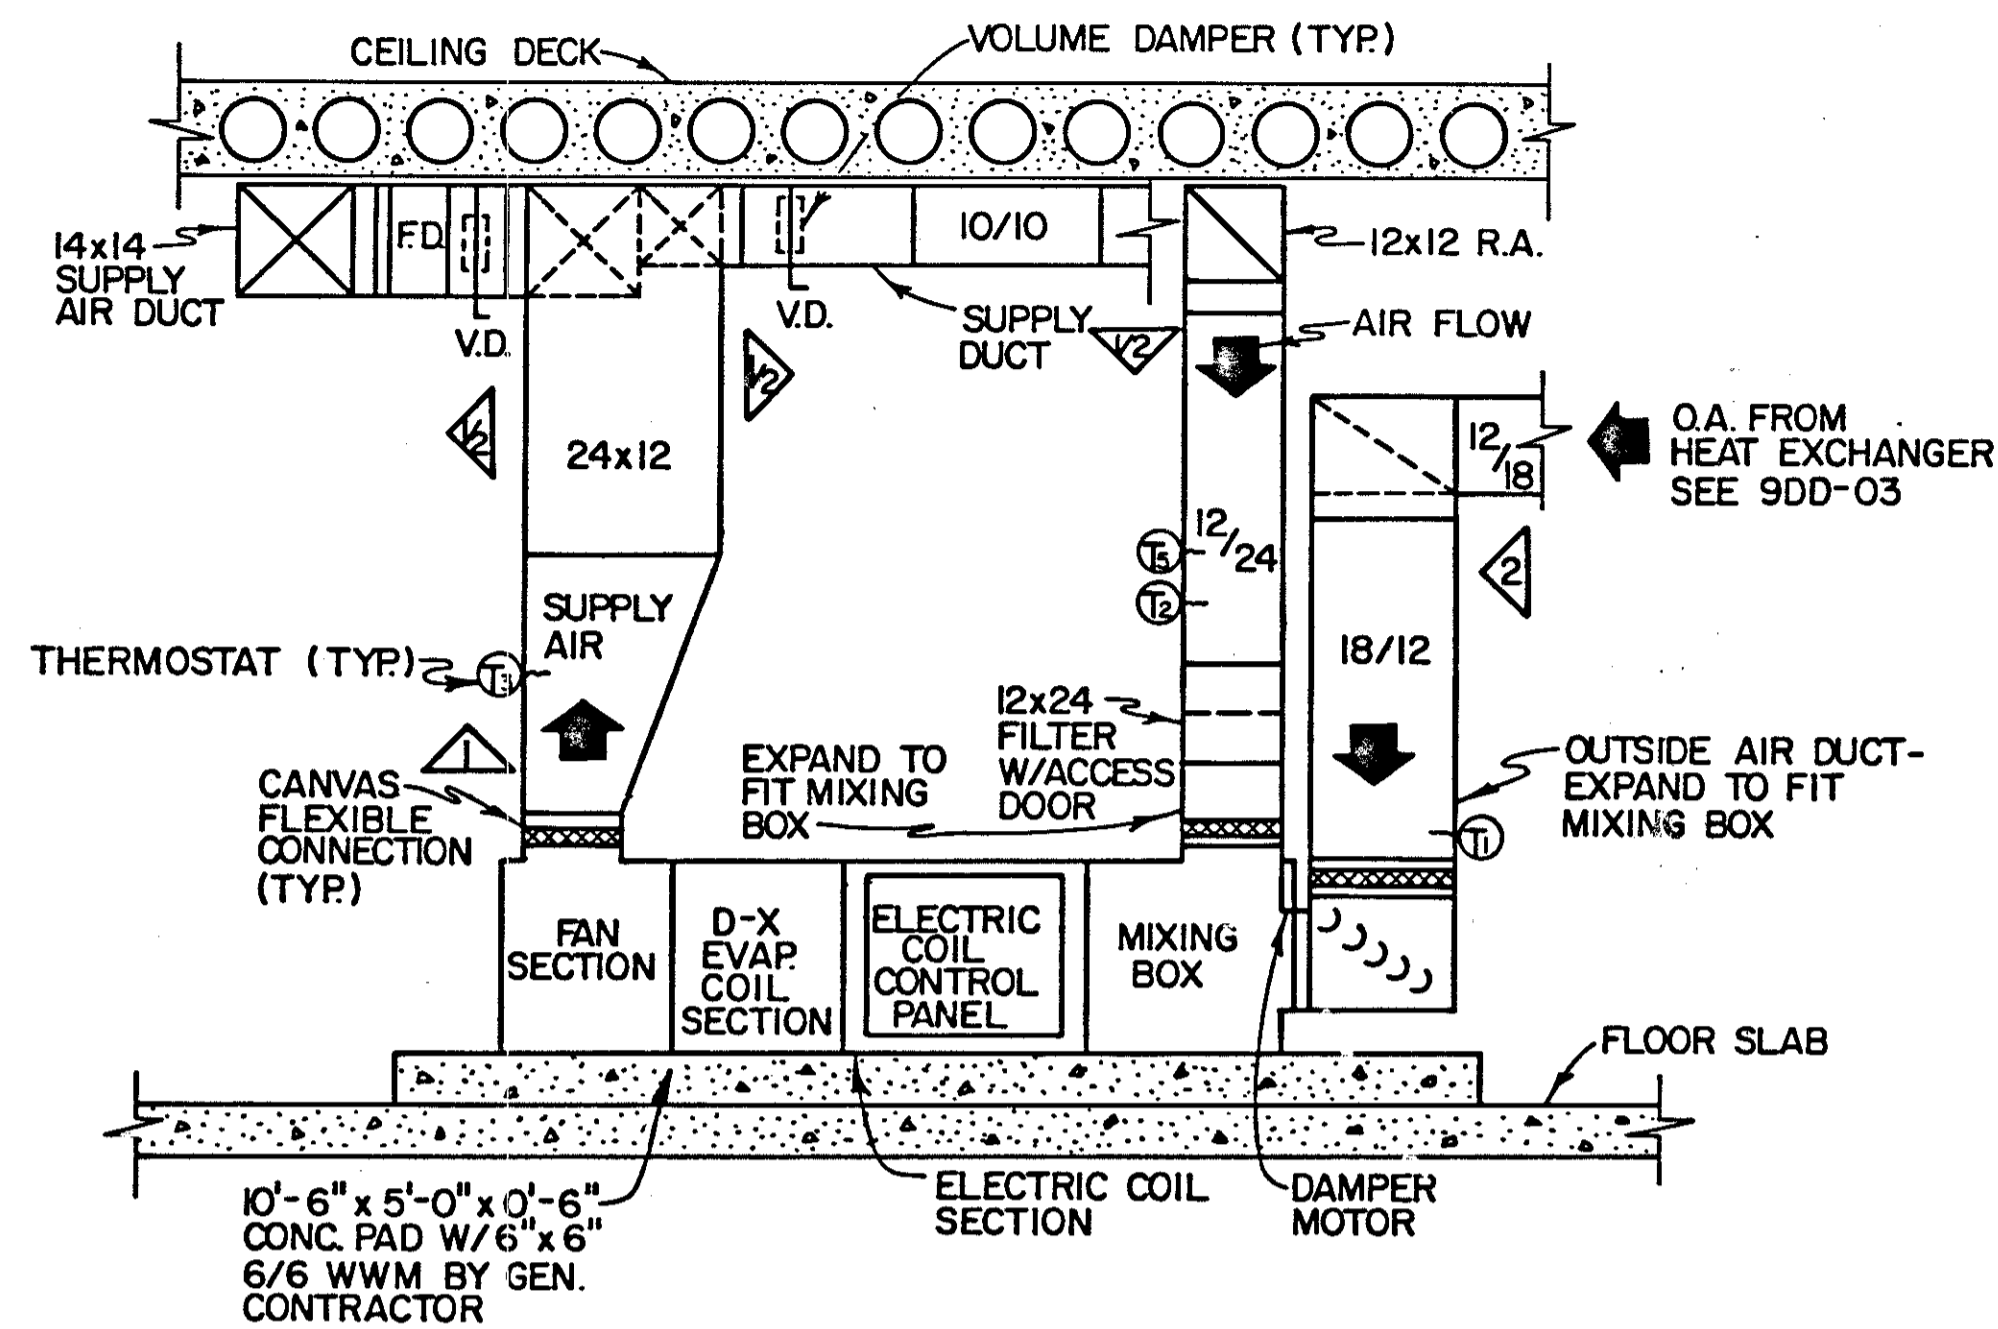 CEILING DECK
VOLUME DAMPER (TYP.)
14x14
SUPPLY
AIR DUCT
F.D.
V.D.
V.D.
10/10
SUPPLY
DUCT
12x12 R.A.
AIR FLOW
1/2
1/2
1/2
24x12
12/18
O.A. FROM
HEAT EXCHANGER
SEE 9DD-03
T5
T2
12/24
2
SUPPLY
AIR
THERMOSTAT (TYP.)
T3
18/12
1
12x24
FILTER
W/ACCESS
DOOR
EXPAND TO
FIT MIXING
BOX
CANVAS
FLEXIBLE
CONNECTION
(TYP.)
OUTSIDE AIR DUCT-
EXPAND TO FIT
MIXING BOX
T1
FAN
SECTION
D-X
EVAP.
COIL
SECTION
ELECTRIC
COIL
CONTROL
PANEL
MIXING
BOX
FLOOR SLAB
10'-6" x 5'-0" x 0'-6"
CONC. PAD W/6" x 6"
6/6 WWM BY GEN.
CONTRACTOR
ELECTRIC COIL
SECTION
DAMPER
MOTOR